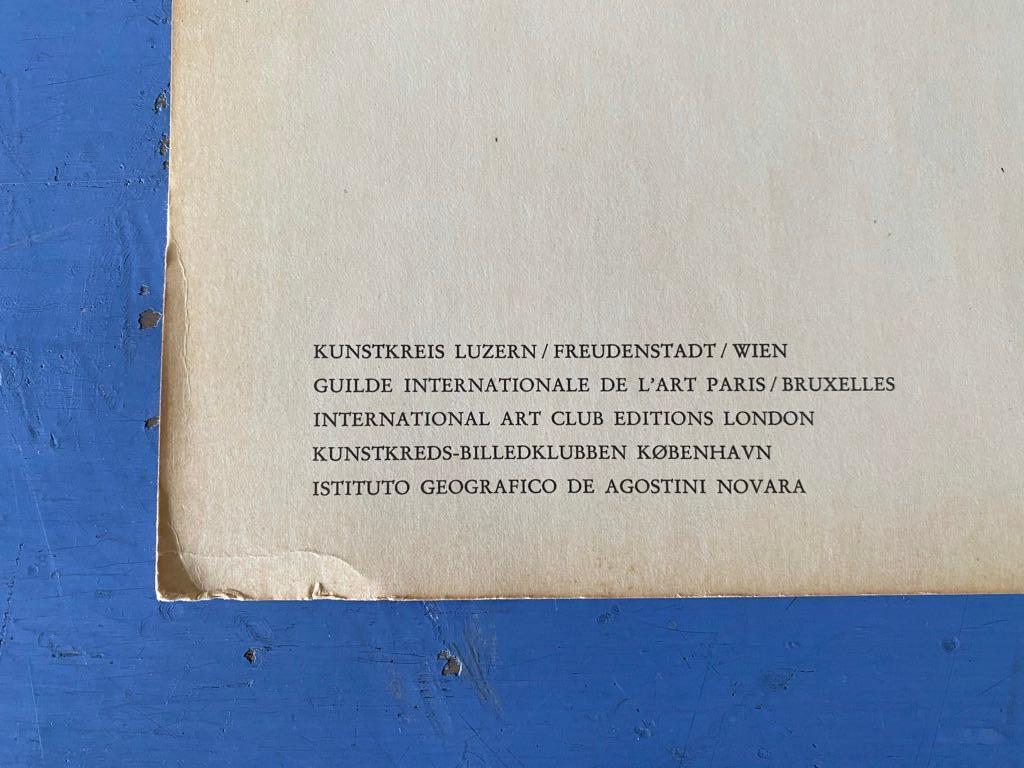 KUNSTKREIS LUZERN / FREUDENSTADT / WIEN
GUILDE INTERNATIONALE DE L'ART PARIS / BRUXELLES
INTERNATIONAL ART CLUB EDITIONS LONDON
KUNSTKREDS-BILLEDKLUBBEN KØBENHAVN
ISTITUTO GEOGRAFICO DE AGOSTINI NOVARA